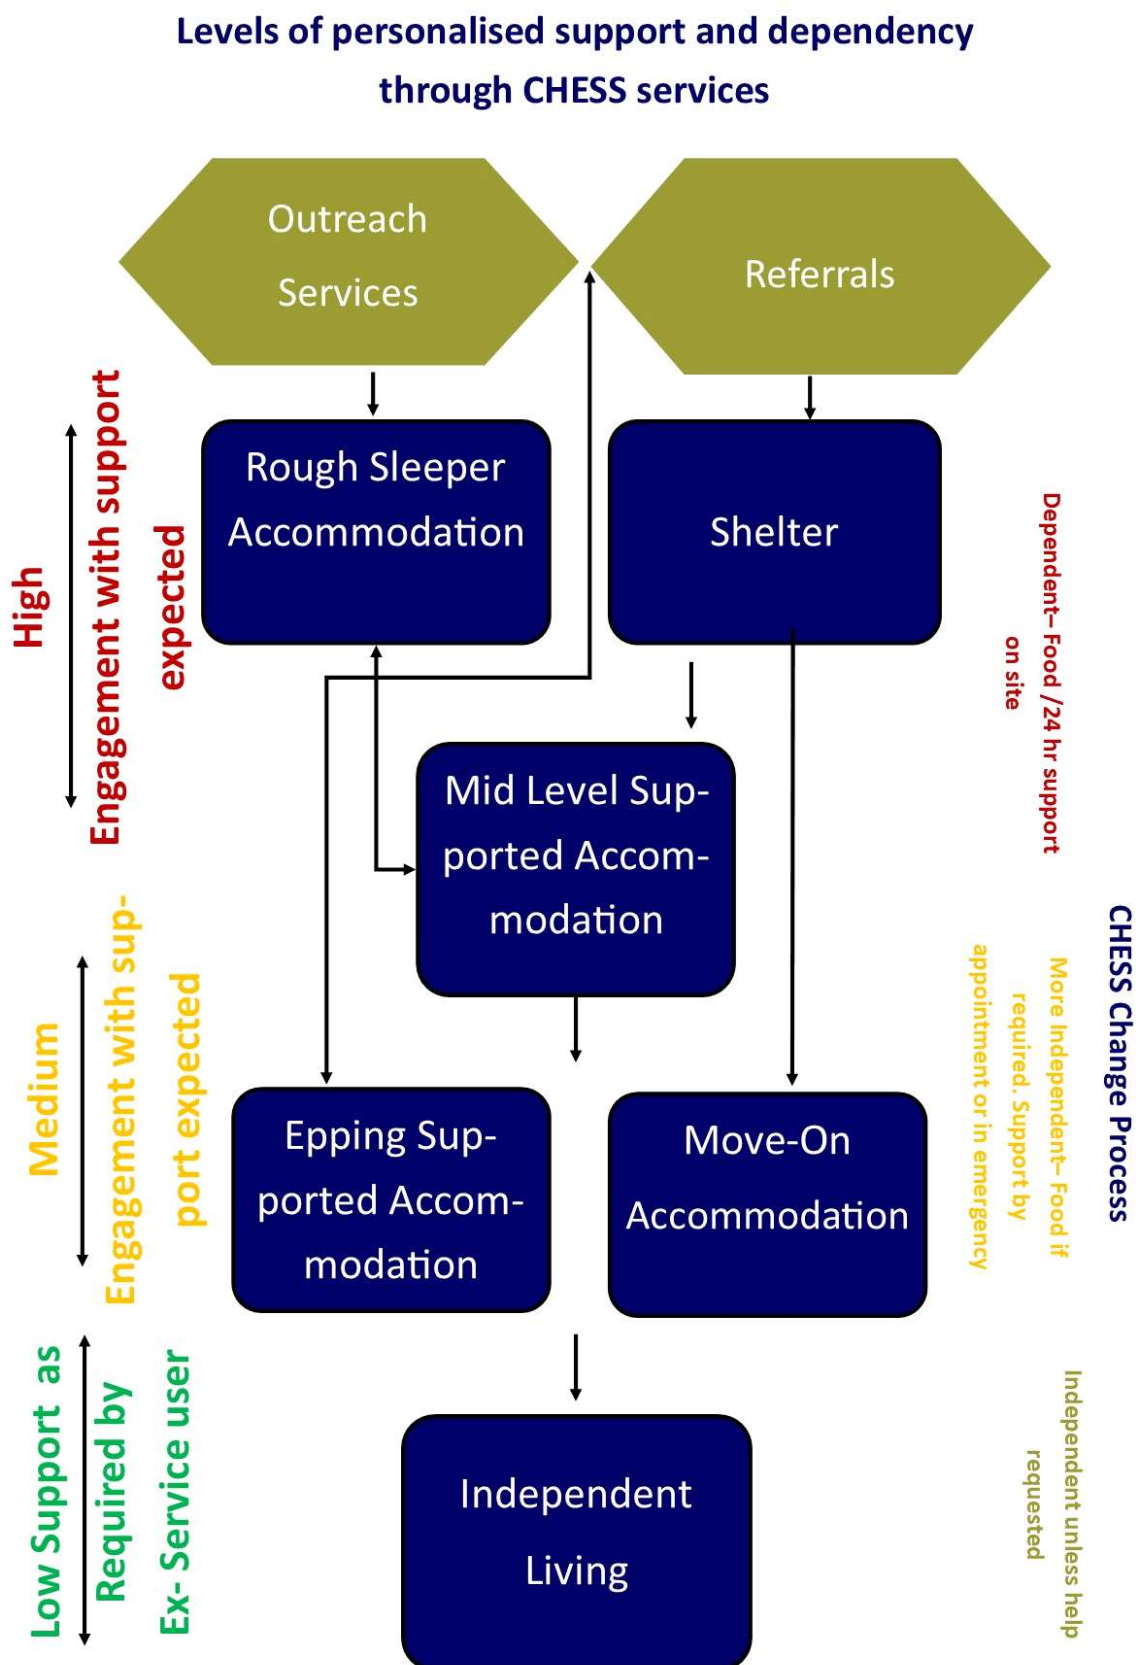 Levels of personalised support and dependency
through CHESS services
Outreach
Services
Referrals
High
Engagement with support
expected
Rough Sleeper
Accommodation
Shelter
Dependent– Food /24 hr support
on site
Mid Level Sup-
ported Accom-
modation
Medium
Engagement with sup-
port expected
CHESS Change Process
More Independent– Food if
required. Support by
appointment or in emergency
Epping Sup-
ported Accom-
modation
Move-On
Accommodation
Low Support as
Required by
Ex- Service user
Independent
Living
Independent unless help
requested